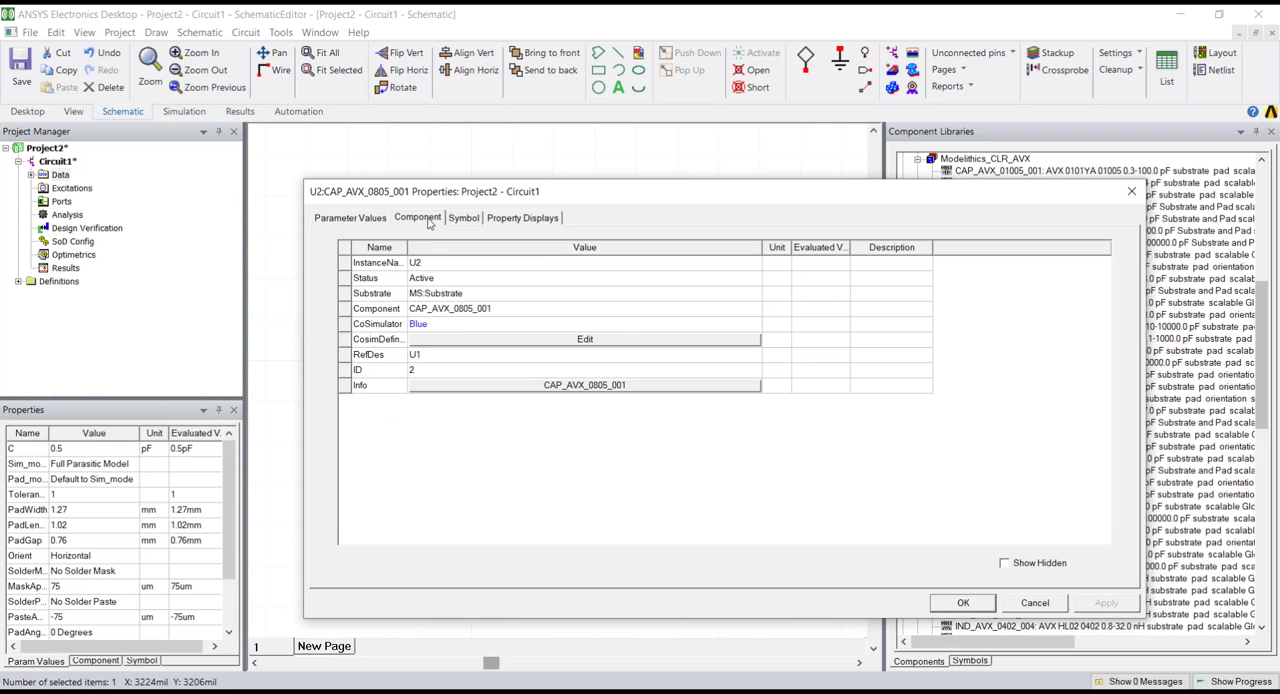 ANSYS Electronics Desktop - Project2 - Circuit1 - SchematicEditor - [Project2 - Circuit1 - Schematic]
File Edit View Project Draw Schematic Circuit Tools Window Help
Save
Cut
Copy
Paste
Undo
Redo
Delete
Zoom
Zoom In
Zoom Out
Zoom Previous
Pan
Wire
Fit All
Fit Selected
Flip Vert
Flip Horiz
Rotate
Align Vert
Align Horiz
Bring to front
Send to back
Push Down
Pop Up
Activate
Open
Short
Unconnected pins
Pages
Reports
Stackup
Crossprobe
Settings
Cleanup
List
Layout
Netlist
Desktop View Schematic Simulation Results Automation
Project Manager
Project2*
Circuit1*
Data
Excitations
Ports
Analysis
Design Verification
SoD Config
Optimetrics
Results
Definitions
Properties
Name Value Unit Evaluated V.
C 0.5 pF 0.5pF
Sim_mo... Full Parasitic Model
Pad_mo... Default to Sim_mode
Toleran... 1 1
PadWidth 1.27 mm 1.27mm
PadLen... 1.02 mm 1.02mm
PadGap 0.76 mm 0.76mm
Orient Horizontal
SolderM... No Solder Mask
MaskAp... 75 um 75um
SolderP... No Solder Paste
PasteA... -75 um -75um
PadAng... 0 Degrees
Param Values Component Symbol
U2:CAP_AVX_0805_001 Properties: Project2 - Circuit1
Parameter Values Component Symbol Property Displays
Name Value Unit Evaluated V... Description
InstanceNa... U2
Status Active
Substrate MS:Substrate
Component CAP_AVX_0805_001
CoSimulator Blue
CosimDefin... Edit
RefDes U1
ID 2
Info CAP_AVX_0805_001
Show Hidden
OK Cancel Apply
1 New Page
Component Libraries
Modelithics_CLR_AVX
CAP_AVX_01005_001: AVX 0101YA 01005 0.3-100.0 pF substrate pad scalable
IND_AVX_0402_004: AVX HL02 0402 0.8-32.0 nH substrate pad scalable Glo
Components Symbols
Number of selected items: 1 X: 3224mil Y: 3206mil
Show 0 Messages Show Progress